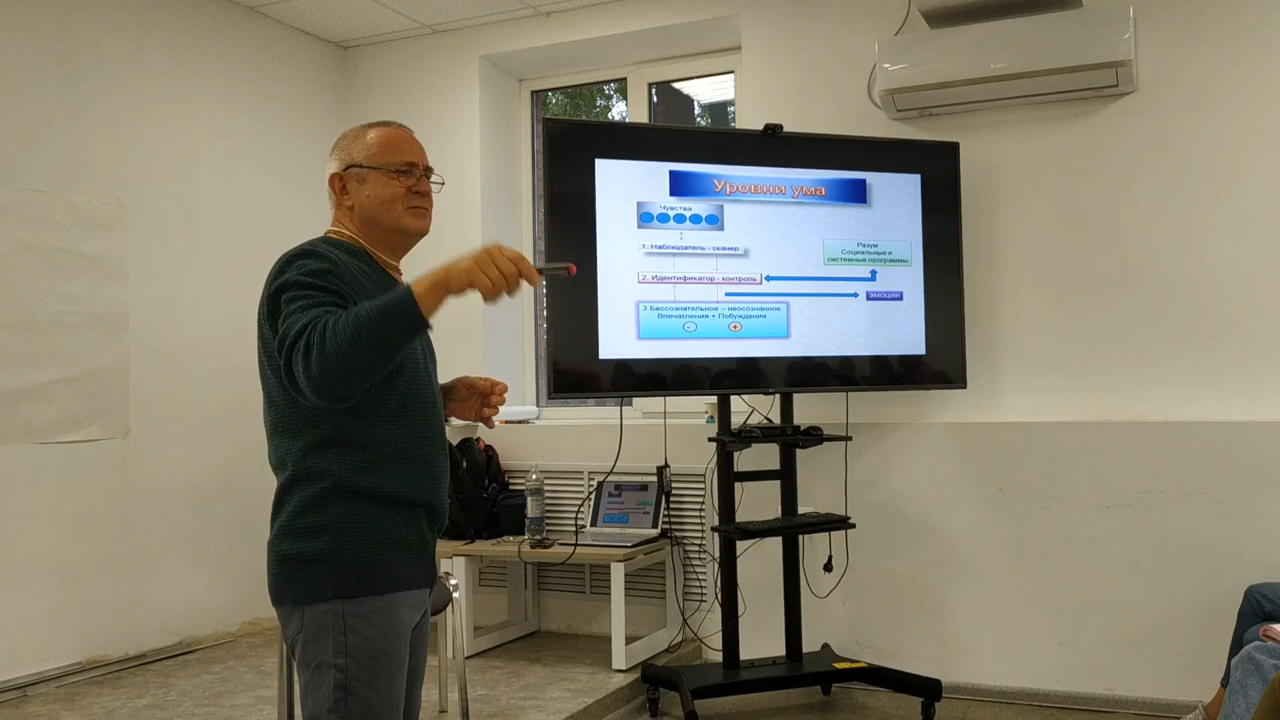 Уровни ума
Чувства
1. Наблюдатель - сканер
Разум
Социальные и
системные программы
2. Идентификатор - контроль
эмоции
3.Бессознательное – неосознанное
Впечатления + Побуждения
- +